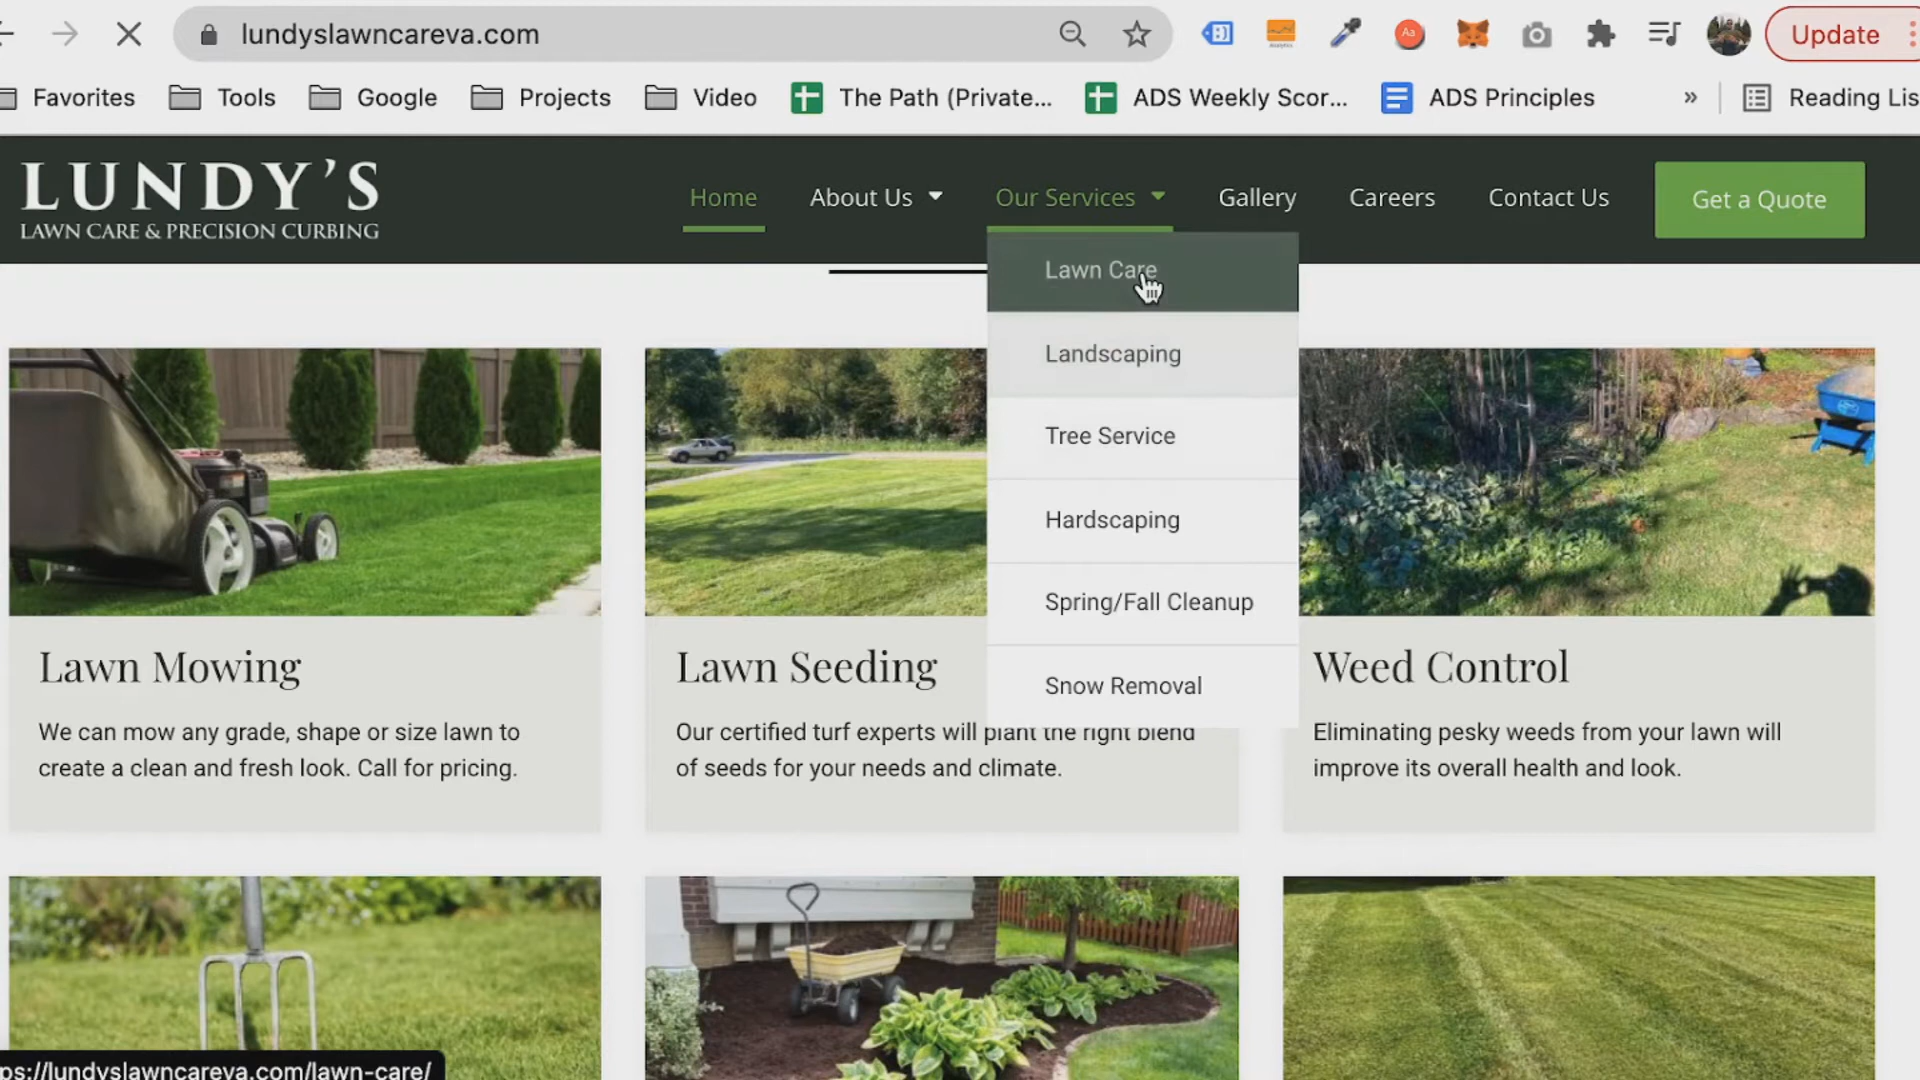 lundyslawncareva.com
Update
Favorites
Tools
Google
Projects
Video
The Path (Private...
ADS Weekly Scor...
ADS Principles
»
Reading Lis
LUNDY'S
LAWN CARE & PRECISION CURBING
Home
About Us
Our Services
Gallery
Careers
Contact Us
Get a Quote
Lawn Care
Landscaping
Tree Service
Hardscaping
Spring/Fall Cleanup
Snow Removal
Lawn Mowing
We can mow any grade, shape or size lawn to
create a clean and fresh look. Call for pricing.
Lawn Seeding
Our certified turf experts will plant the right blend
of seeds for your needs and climate.
Weed Control
Eliminating pesky weeds from your lawn will
improve its overall health and look.
ps://lundyslawncareva.com/lawn-care/